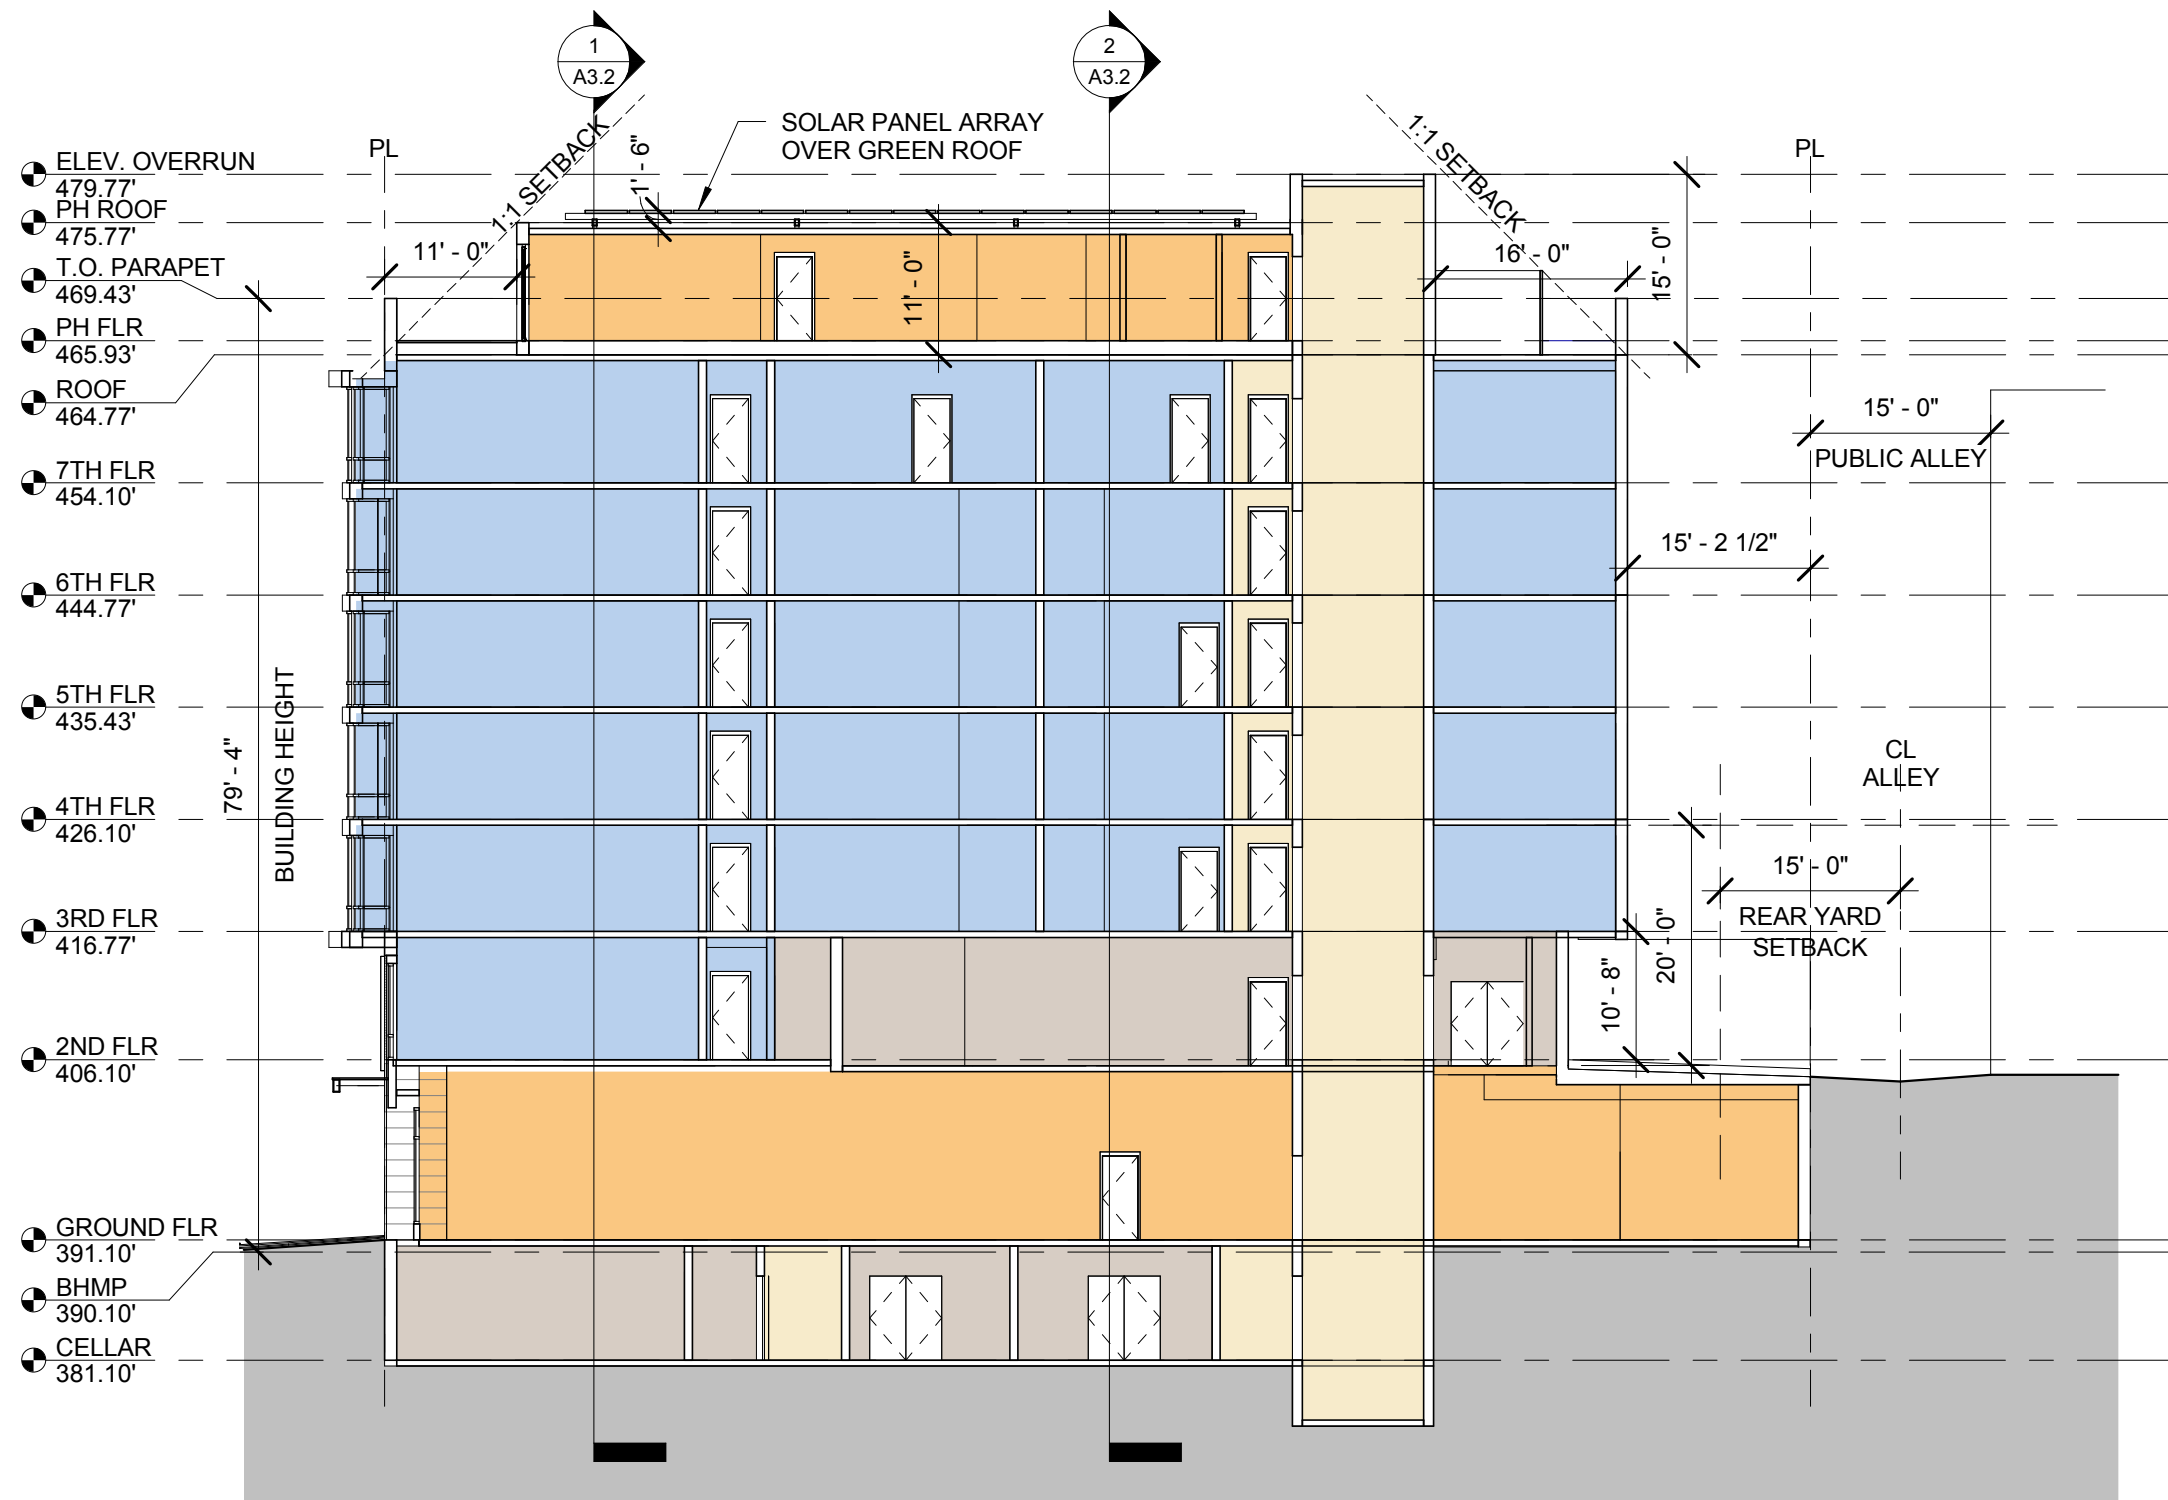 1
A3.2
2
A3.2
SOLAR PANEL ARRAY
OVER GREEN ROOF
PL
PL
1:1 SETBACK
1:1 SETBACK
1' - 6"
11' - 0"
11' - 0"
16' - 0"
15' - 0"
ELEV. OVERRUN
479.77'
PH ROOF
475.77'
T.O. PARAPET
469.43'
PH FLR
465.93'
ROOF
464.77'
7TH FLR
454.10'
6TH FLR
444.77'
5TH FLR
435.43'
4TH FLR
426.10'
3RD FLR
416.77'
2ND FLR
406.10'
GROUND FLR
391.10'
BHMP
390.10'
CELLAR
381.10'
79' - 4"
BUILDING HEIGHT
15' - 0"
PUBLIC ALLEY
15' - 2 1/2"
CL
ALLEY
15' - 0"
REAR YARD
SETBACK
20' - 0"
10' - 8"